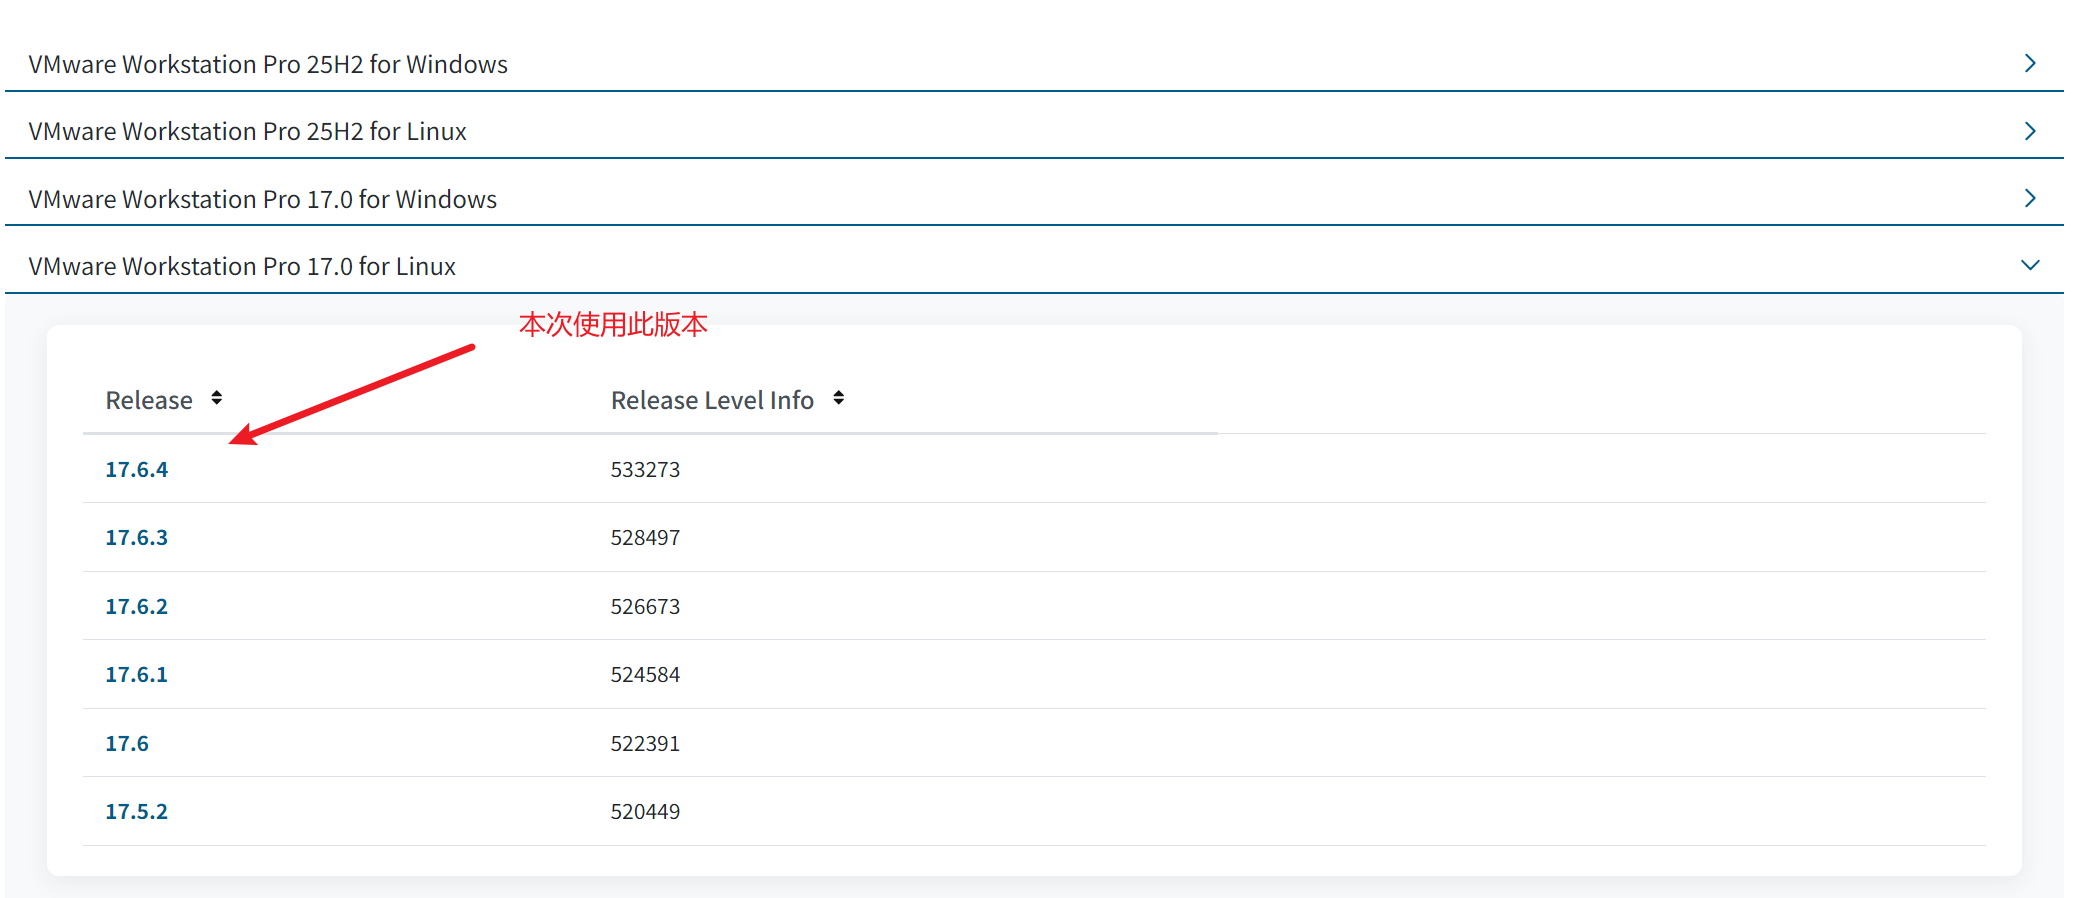 VMware Workstation Pro 25H2 for Windows
VMware Workstation Pro 25H2 for Linux
VMware Workstation Pro 17.0 for Windows
VMware Workstation Pro 17.0 for Linux
本次使用此版本
Release Release Level Info
17.6.4 533273
17.6.3 528497
17.6.2 526673
17.6.1 524584
17.6 522391
17.5.2 520449